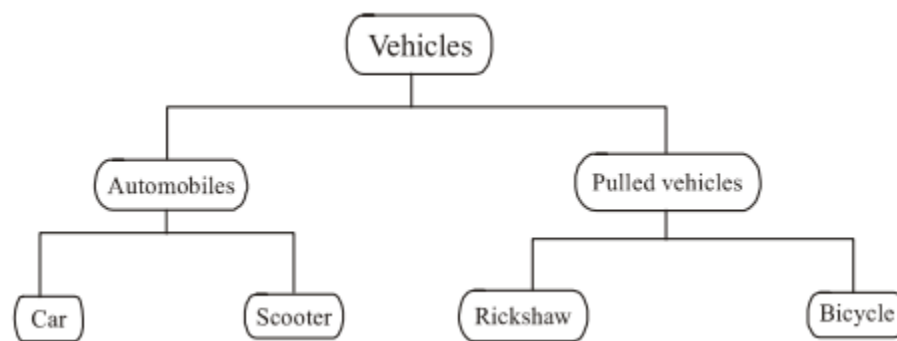 Vehicles
Automobiles
Pulled vehicles
Car
Scooter
Rickshaw
Bicycle